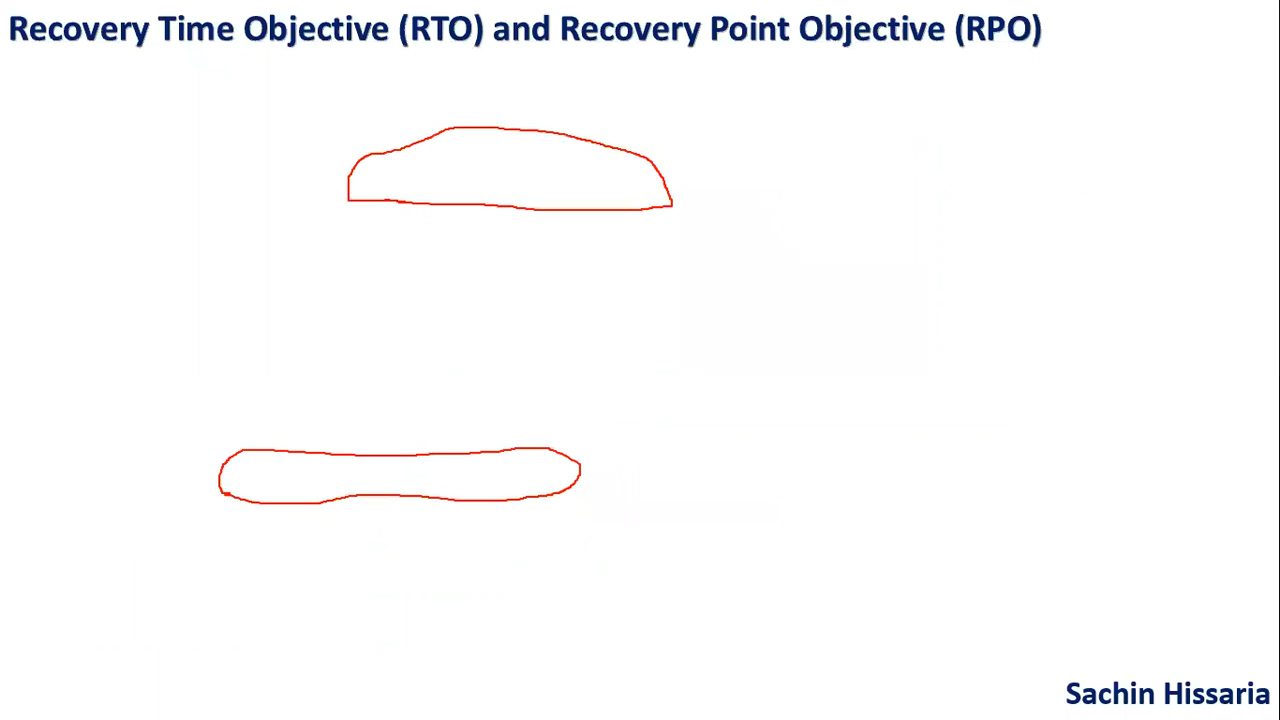 Recovery Time Objective (RTO) and Recovery Point Objective (RPO)
Sachin Hissaria